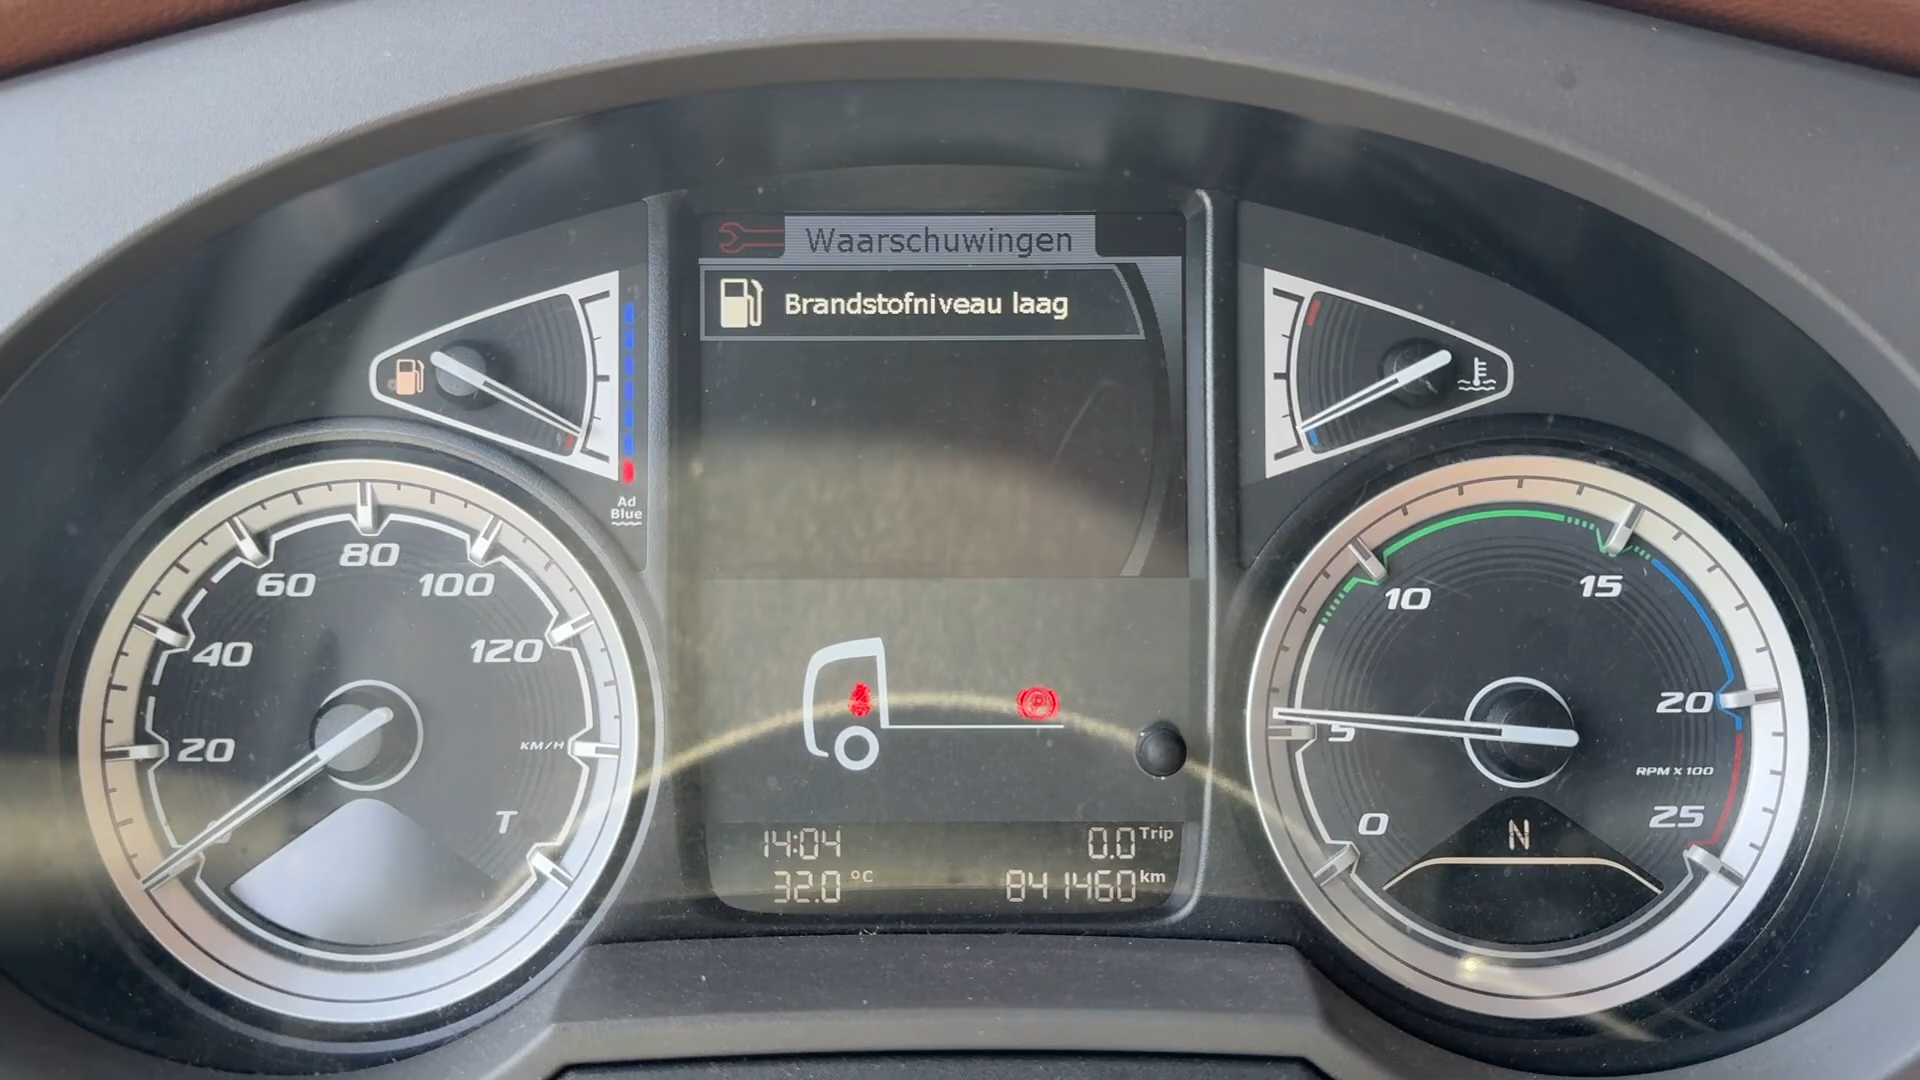 Waarschuwingen
Brandstofniveau laag
Ad
Blue
80
60
100
40
120
20
KM/H
T
10
15
5
20
RPM X 100
0
25
N
14:04
0.0 Trip
32.0 °C
841460 km